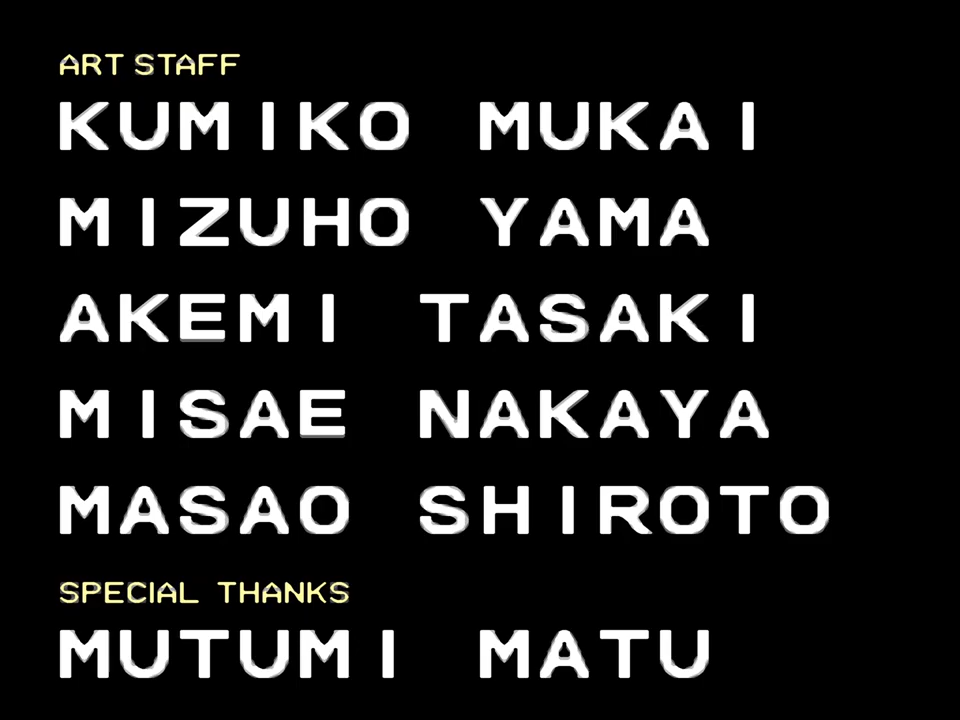 ART STAFF
KUMIKO MUKAI
MIZUHO YAMA
AKEMI TASAKI
MISAE NAKAYA
MASAO SHIROTO
SPECIAL THANKS
MUTUMI MATU